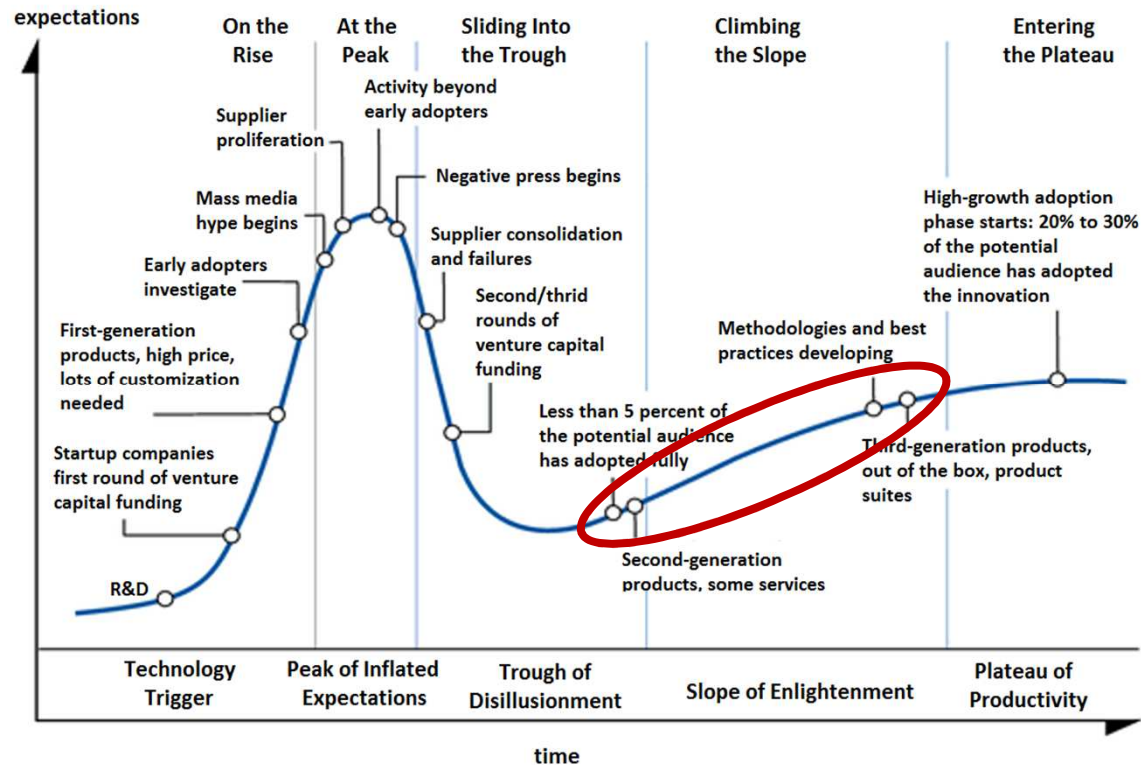 expectations
On the
Rise
At the
Peak
Sliding Into
the Trough
Climbing
the Slope
Entering
the Plateau
Activity beyond
early adopters
Supplier
proliferation
Negative press begins
Mass media
hype begins
Supplier consolidation
and failures
Early adopters
investigate
Second/thrid
rounds of
venture capital
funding
First-generation
products, high price,
lots of customization
needed
Startup companies
first round of venture
capital funding
R&D
Less than 5 percent of
the potential audience
has adopted fully
Second-generation
products, some services
Methodologies and best
practices developing
Third-generation products,
out of the box, product
suites
High-growth adoption
phase starts: 20% to 30%
of the potential
audience has adopted
the innovation
Technology
Trigger
Peak of Inflated
Expectations
Trough of
Disillusionment
Slope of Enlightenment
Plateau of
Productivity
time